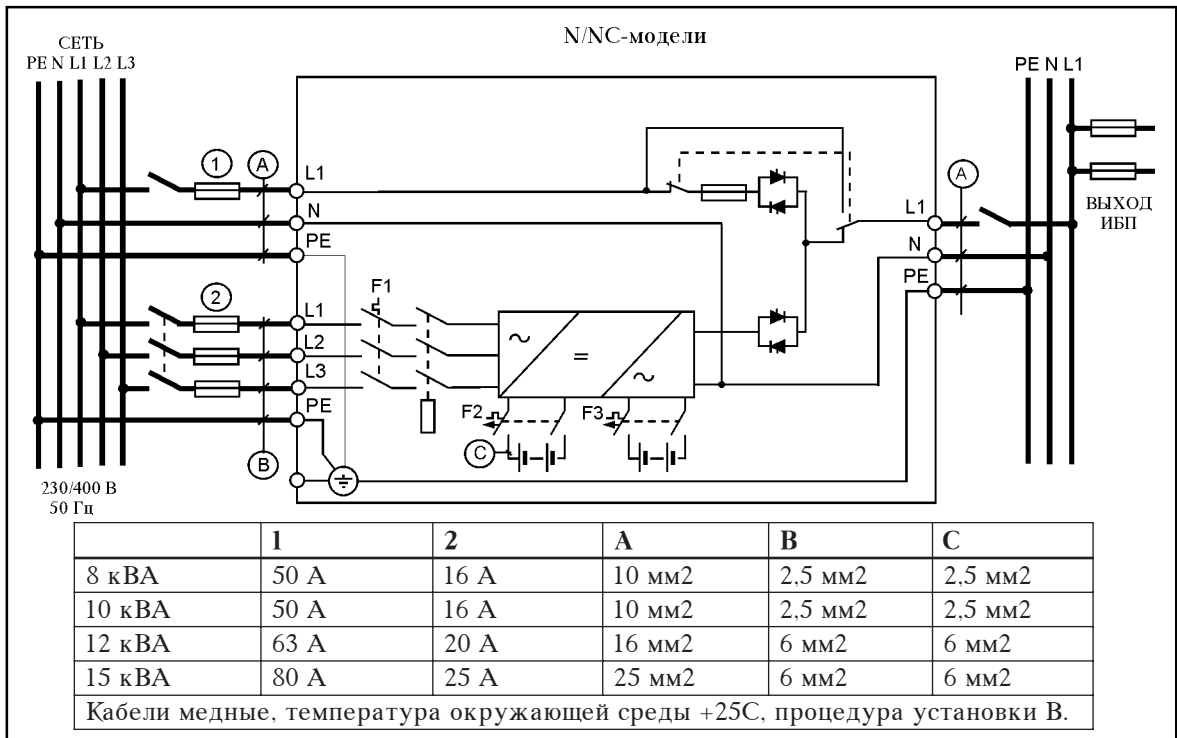 N/NC-модели
СЕТЬ
PE N L1 L2 L3
PE N L1
1
A
L1
N
PE
A
L1
N
PE
ВЫХОД
ИБП
2
F1
L1
L2
L3
PE
~
=
~
F2
F3
C
B
230/400 В
50 Гц
1 2 А В С
8 кВА 50 А 16 А 10 мм2 2,5 мм2 2,5 мм2
10 кВА 50 А 16 А 10 мм2 2,5 мм2 2,5 мм2
12 кВА 63 А 20 А 16 мм2 6 мм2 6 мм2
15 кВА 80 А 25 А 25 мм2 6 мм2 6 мм2
Кабели медные, температура окружающей среды +25С, процедура установки В.